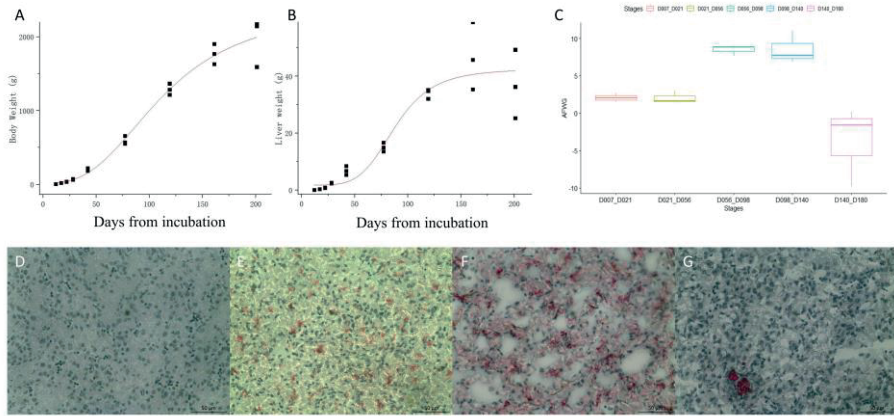 A
B
C
Stages D007_D021 D021_D056 D056_D098 D098_D140 D140_D180
Body Weight (g)
2000
1000
0
0 50 100 150 200
Days from incubation
Liver weight (g)
40
20
0
0 50 100 150 200
Days from incubation
AFWG
10
5
0
-5
-10
D007_D021 D021_D056 D056_D098 D098_D140 D140_D180
Stages
D
E
F
G